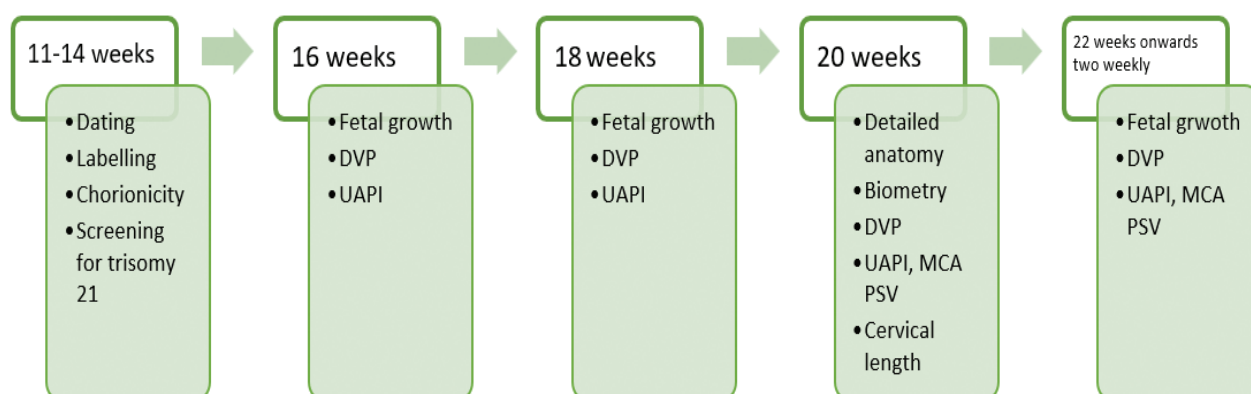 11-14 weeks
• Dating
• Labelling
• Chorionicity
• Screening
for trisomy
21
16 weeks
• Fetal growth
• DVP
• UAPI
18 weeks
• Fetal growth
• DVP
• UAPI
20 weeks
• Detailed
anatomy
• Biometry
• DVP
• UAPI, MCA
PSV
• Cervical
length
22 weeks onwards
two weekly
• Fetal grwoth
• DVP
• UAPI, MCA
PSV